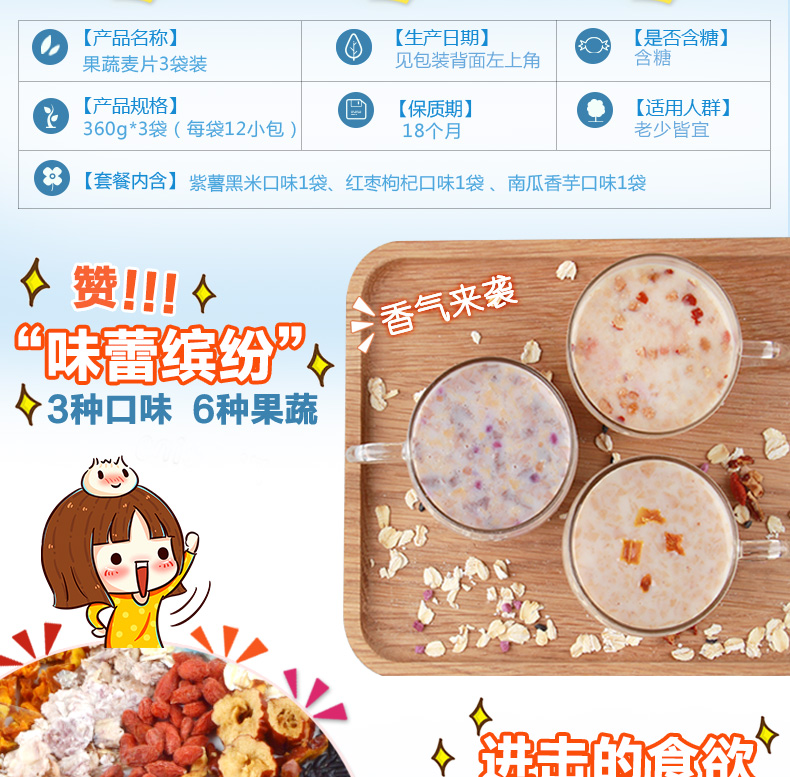 【产品名称】
果蔬麦片3袋装
【生产日期】
见包装背面左上角
【是否含糖】
含糖
【产品规格】
360g*3袋（每袋12小包）
【保质期】
18个月
【适用人群】
老少皆宜
【套餐内含】 紫薯黑米口味1袋、红枣枸杞口味1袋 、南瓜香芋口味1袋
赞!!!
“味蕾缤纷”
3种口味 6种果蔬
香气来袭
进击的食欲